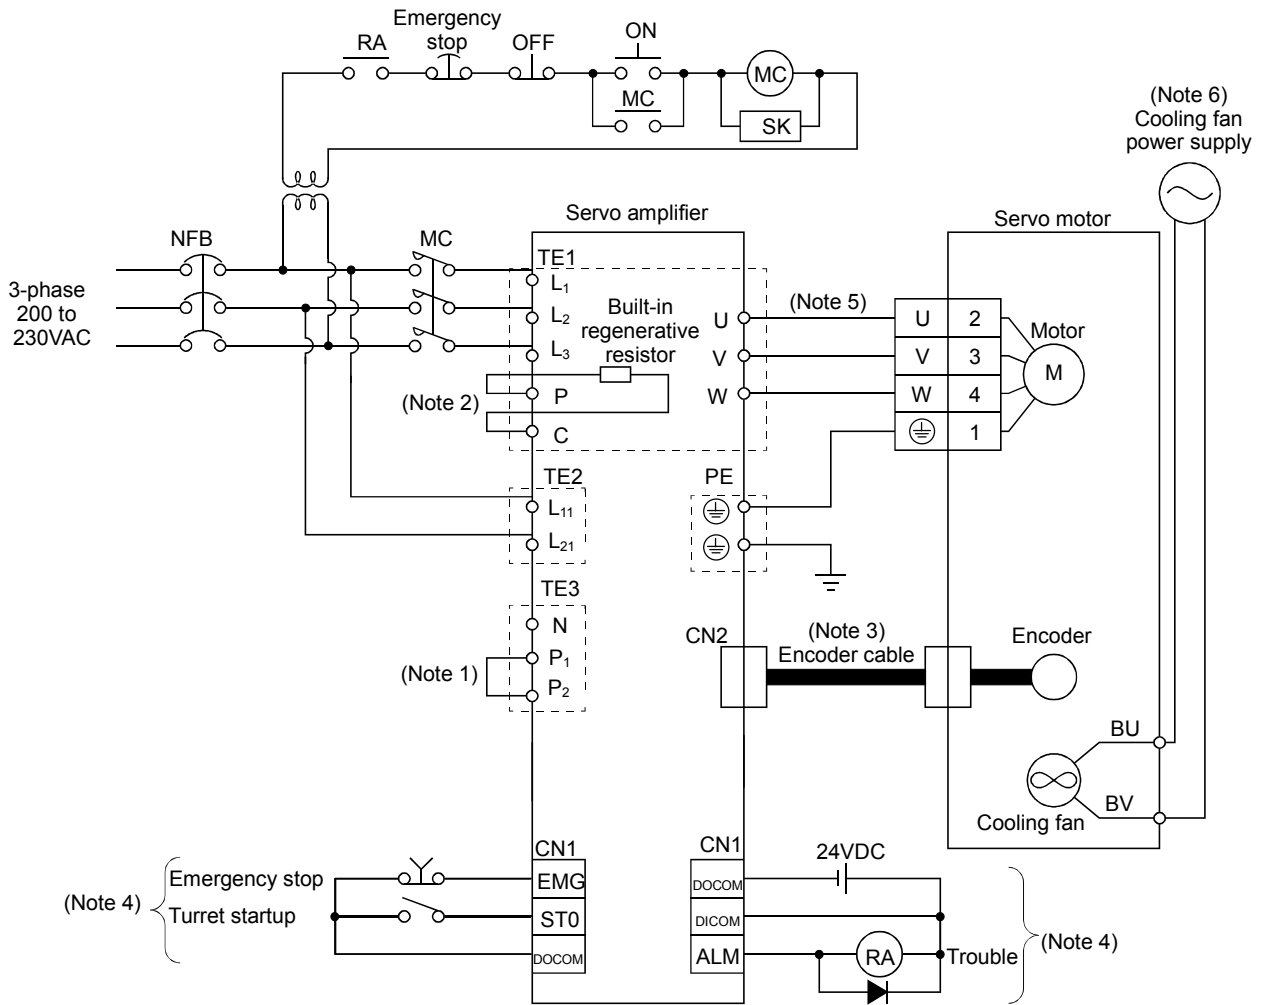 Emergency
stop
RA
OFF
ON
MC
MC
SK
(Note 6)
Cooling fan
power supply
Servo amplifier
Servo motor
NFB
MC
TE1
3-phase
200 to
230VAC
L1
L2
L3
Built-in
regenerative
resistor
(Note 5)
U
V
W
U 2
V 3
W 4
1
Motor
M
(Note 2)
P
C
TE2
L11
L21
PE
TE3
N
P1
P2
(Note 1)
CN2
(Note 3)
Encoder cable
Encoder
BU
BV
Cooling fan
CN1
EMG
ST0
DOCOM
(Note 4)
Emergency stop
Turret startup
CN1
DOCOM
DICOM
ALM
24VDC
RA
Trouble
(Note 4)